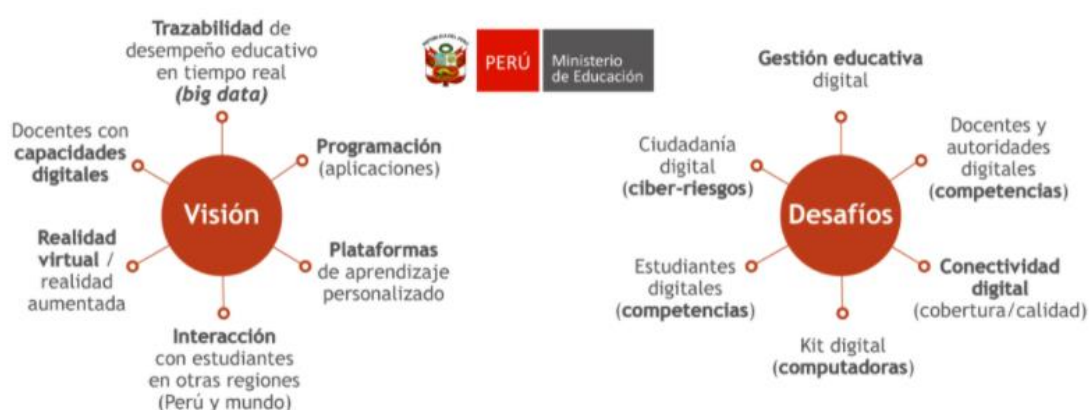 Trazabilidad de
desempeño educativo
en tiempo real
(big data)
Docentes con
capacidades
digitales
Programación
(aplicaciones)
Visión
Realidad
virtual /
realidad
aumentada
Plataformas
de aprendizaje
personalizado
Interacción
con estudiantes
en otras regiones
(Perú y mundo)
PERÚ
Ministerio
de Educación
Gestión educativa
digital
Ciudadanía
digital
(ciber-riesgos)
Docentes y
autoridades
digitales
(competencias)
Desafíos
Estudiantes
digitales
(competencias)
Conectividad
digital
(cobertura/calidad)
Kit digital
(computadoras)